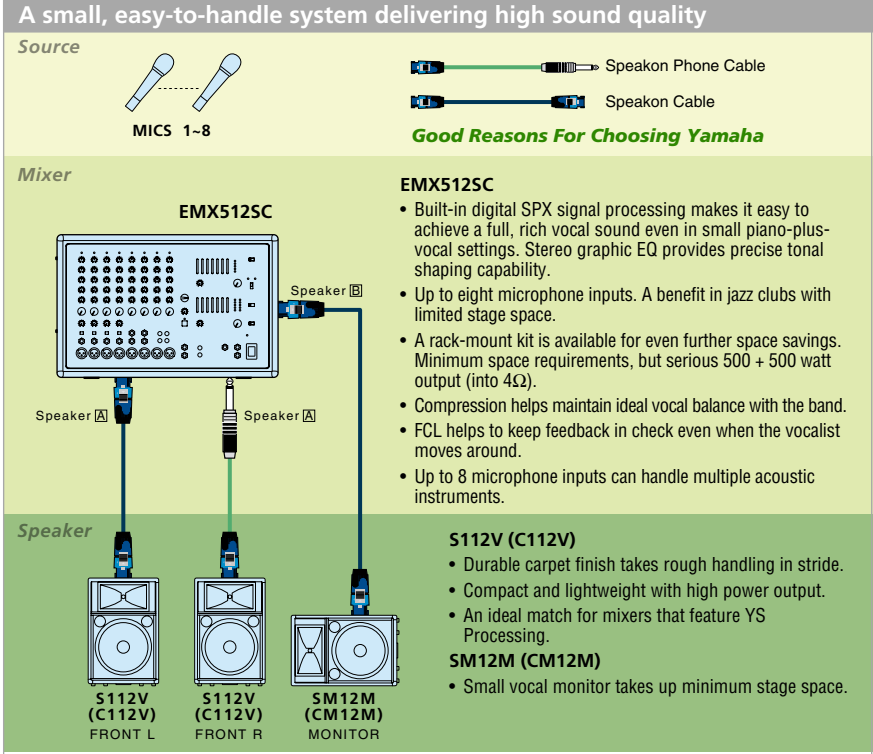 A small, easy-to-handle system delivering high sound quality
Source
MICS 1~8
Speakon Phone Cable
Speakon Cable
Good Reasons For Choosing Yamaha
Mixer
EMX512SC
Speaker B
Speaker A
Speaker A
EMX512SC
• Built-in digital SPX signal processing makes it easy to
achieve a full, rich vocal sound even in small piano-plus-
vocal settings. Stereo graphic EQ provides precise tonal
shaping capability.
• Up to eight microphone inputs. A benefit in jazz clubs with
limited stage space.
• A rack-mount kit is available for even further space savings.
Minimum space requirements, but serious 500 + 500 watt
output (into 4Ω).
• Compression helps maintain ideal vocal balance with the band.
• FCL helps to keep feedback in check even when the vocalist
moves around.
• Up to 8 microphone inputs can handle multiple acoustic
instruments.
Speaker
S112V
(C112V)
FRONT L
S112V
(C112V)
FRONT R
SM12M
(CM12M)
MONITOR
S112V (C112V)
• Durable carpet finish takes rough handling in stride.
• Compact and lightweight with high power output.
• An ideal match for mixers that feature YS
Processing.
SM12M (CM12M)
• Small vocal monitor takes up minimum stage space.